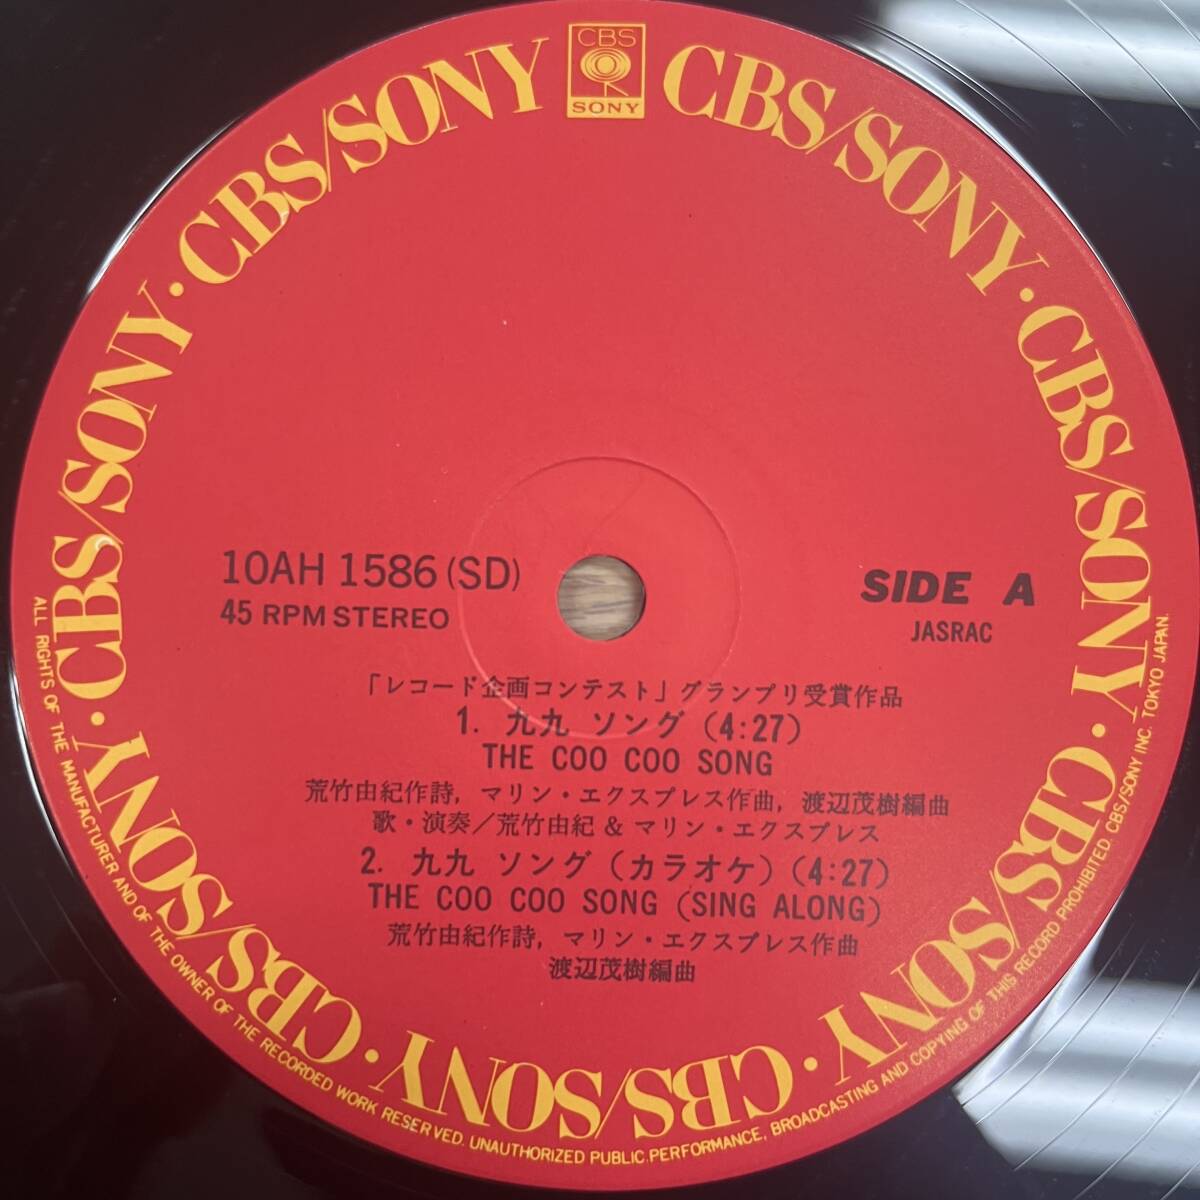 CBS
SONY
CBS/SONY · CBS/SONY · CBS/SONY · CBS/SONY · CBS/SONY · CBS/SONY · CBS/SONY · CBS/SONY · CBS/SONY
10AH 1586 (SD)
45 RPM STEREO
SIDE A
JASRAC
「レコード企画コンテスト」グランプリ受賞作品
1. 九九 ソング (4:27)
THE COO COO SONG
荒竹由紀作詩, マリン・エクスプレス作曲, 渡辺茂樹編曲
歌・演奏/荒竹由紀 & マリン・エクスプレス
2. 九九 ソング (カラオケ) (4:27)
THE COO COO SONG (SING ALONG)
荒竹由紀作詩, マリン・エクスプレス作曲
渡辺茂樹編曲
ALL RIGHTS OF THE MANUFACTURER AND OF THE OWNER OF THE RECORDED WORK RESERVED. UNAUTHORIZED PUBLIC PERFORMANCE, BROADCASTING AND COPYING OF THIS RECORD PROHIBITED. CBS/SONY INC. TOKYO JAPAN.